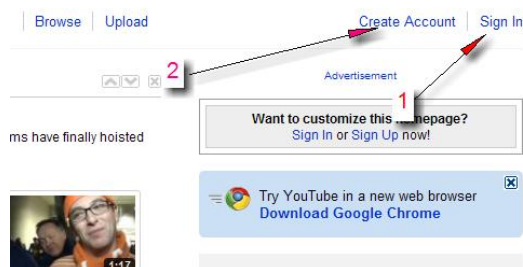 Browse Upload Create Account Sign In
2
Advertisement
1
Want to customize this homepage?
Sign In or Sign Up now!
ms have finally hoisted
Try YouTube in a new web browser
Download Google Chrome
1:17